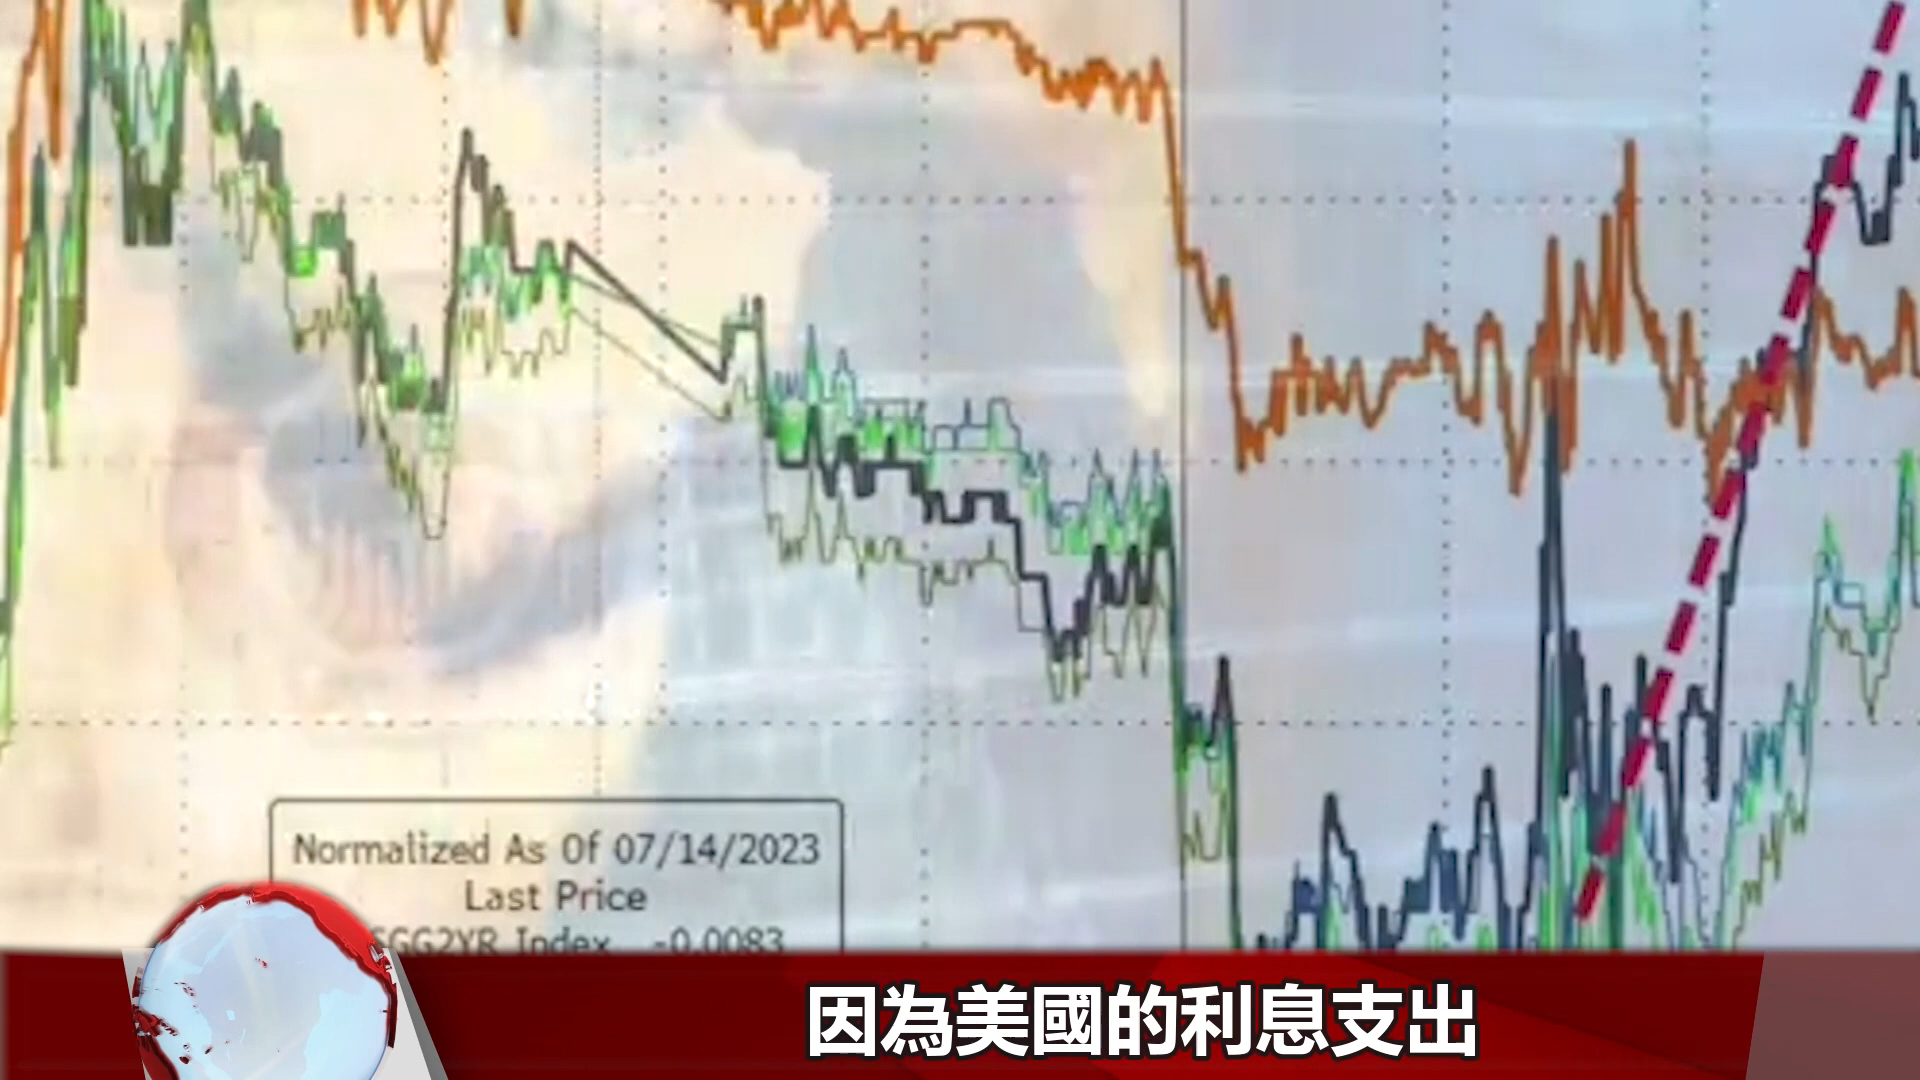 Normalized As Of 07/14/2023
Last Price
GG2YR Index -0.0083
因為美國的利息支出